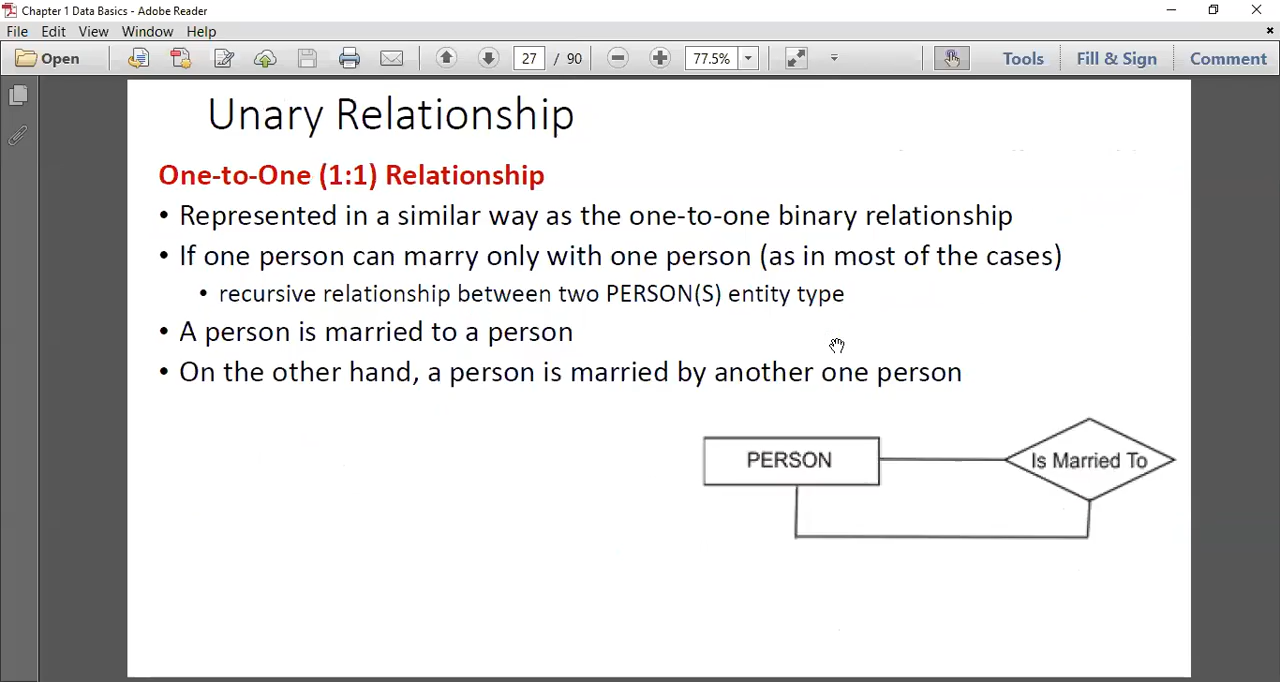 Chapter 1 Data Basics - Adobe Reader
File Edit View Window Help
Open 27 / 90 77.5% Tools Fill & Sign Comment
Unary Relationship
One-to-One (1:1) Relationship
• Represented in a similar way as the one-to-one binary relationship
• If one person can marry only with one person (as in most of the cases)
• recursive relationship between two PERSON(S) entity type
• A person is married to a person
• On the other hand, a person is married by another one person
PERSON Is Married To